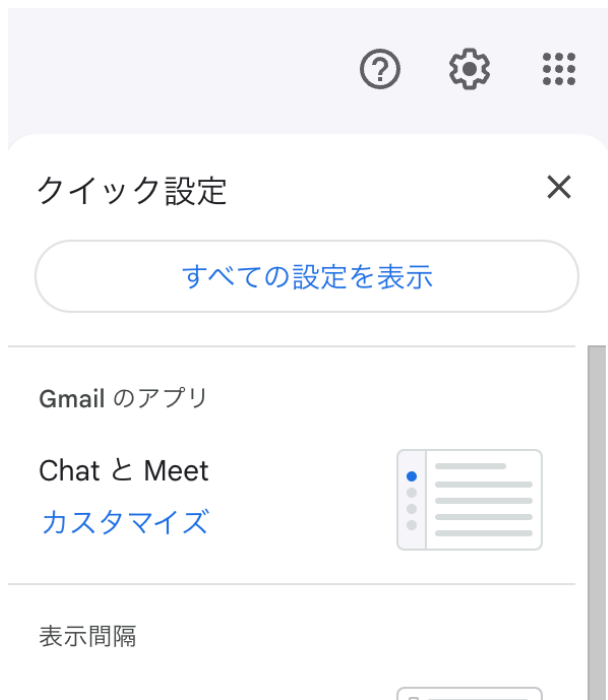 クイック設定
すべての設定を表示
Gmail のアプリ
Chat と Meet
カスタマイズ
表示間隔